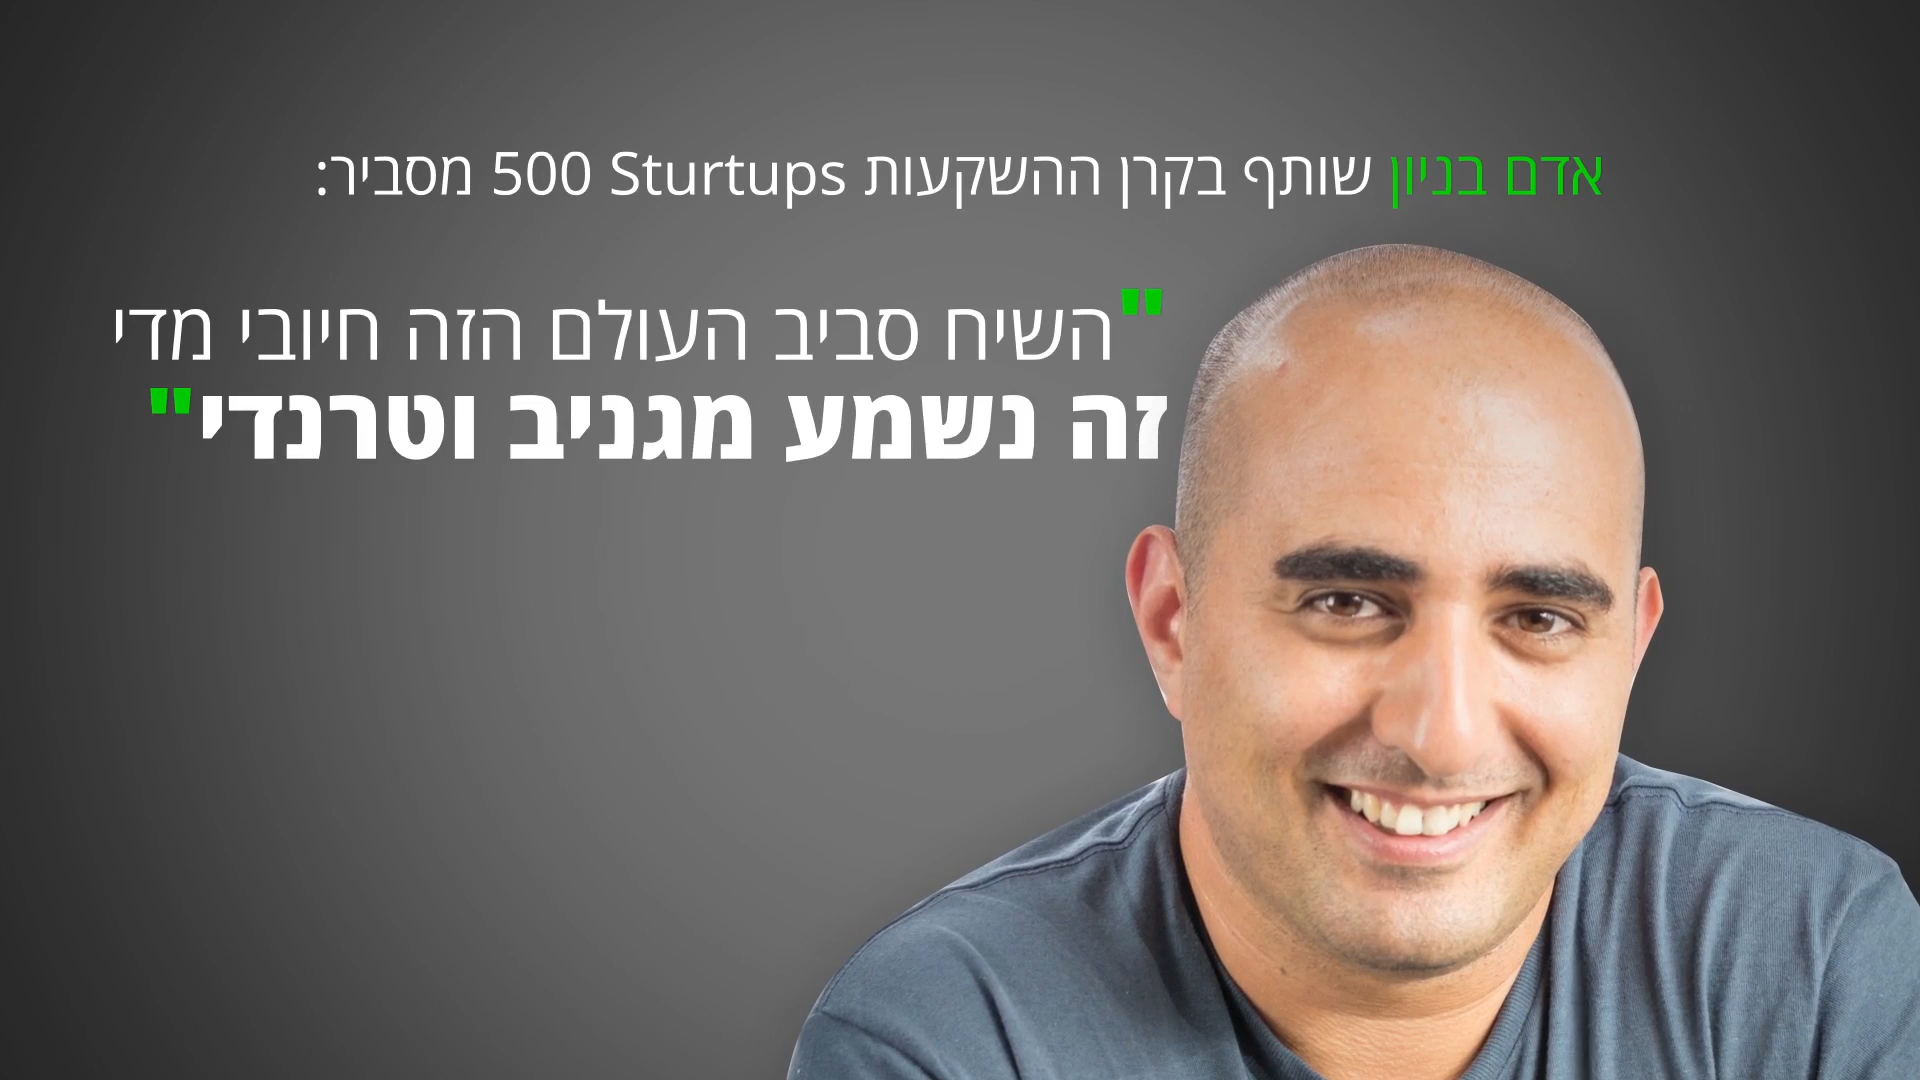 אדם בניון שותף בקרן ההשקעות 500 Sturtups מסביר:
"השיח סביב העולם הזה חיובי מדי
זה נשמע מגניב וטרנדי"